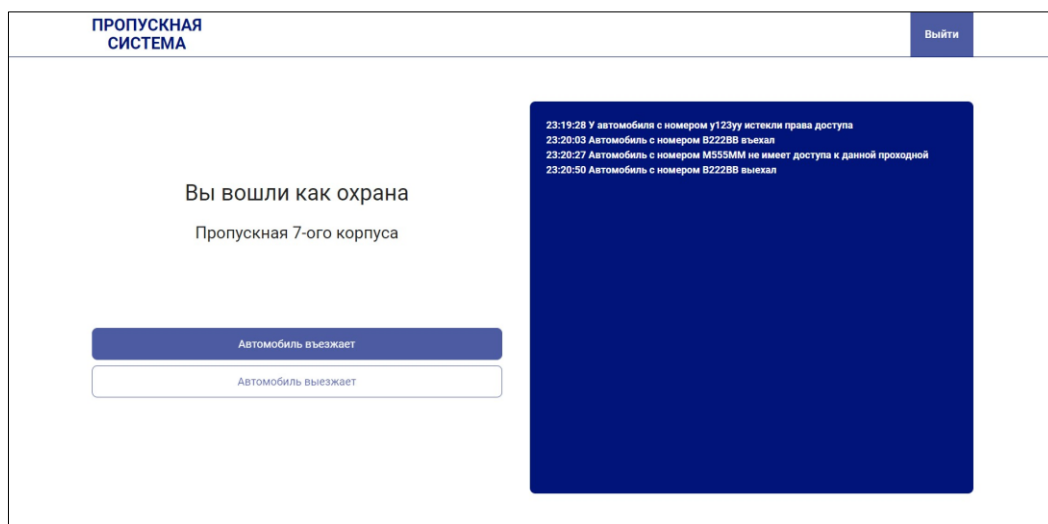 ПРОПУСКНАЯ
СИСТЕМА
Выйти
Вы вошли как охрана
Пропускная 7-ого корпуса
Автомобиль въезжает
Автомобиль выезжает
23:19:28 У автомобиля с номером у123уу истекли права доступа
23:20:03 Автомобиль с номером В222ВВ въехал
23:20:27 Автомобиль с номером М555ММ не имеет доступа к данной проходной
23:20:50 Автомобиль с номером В222ВВ выехал